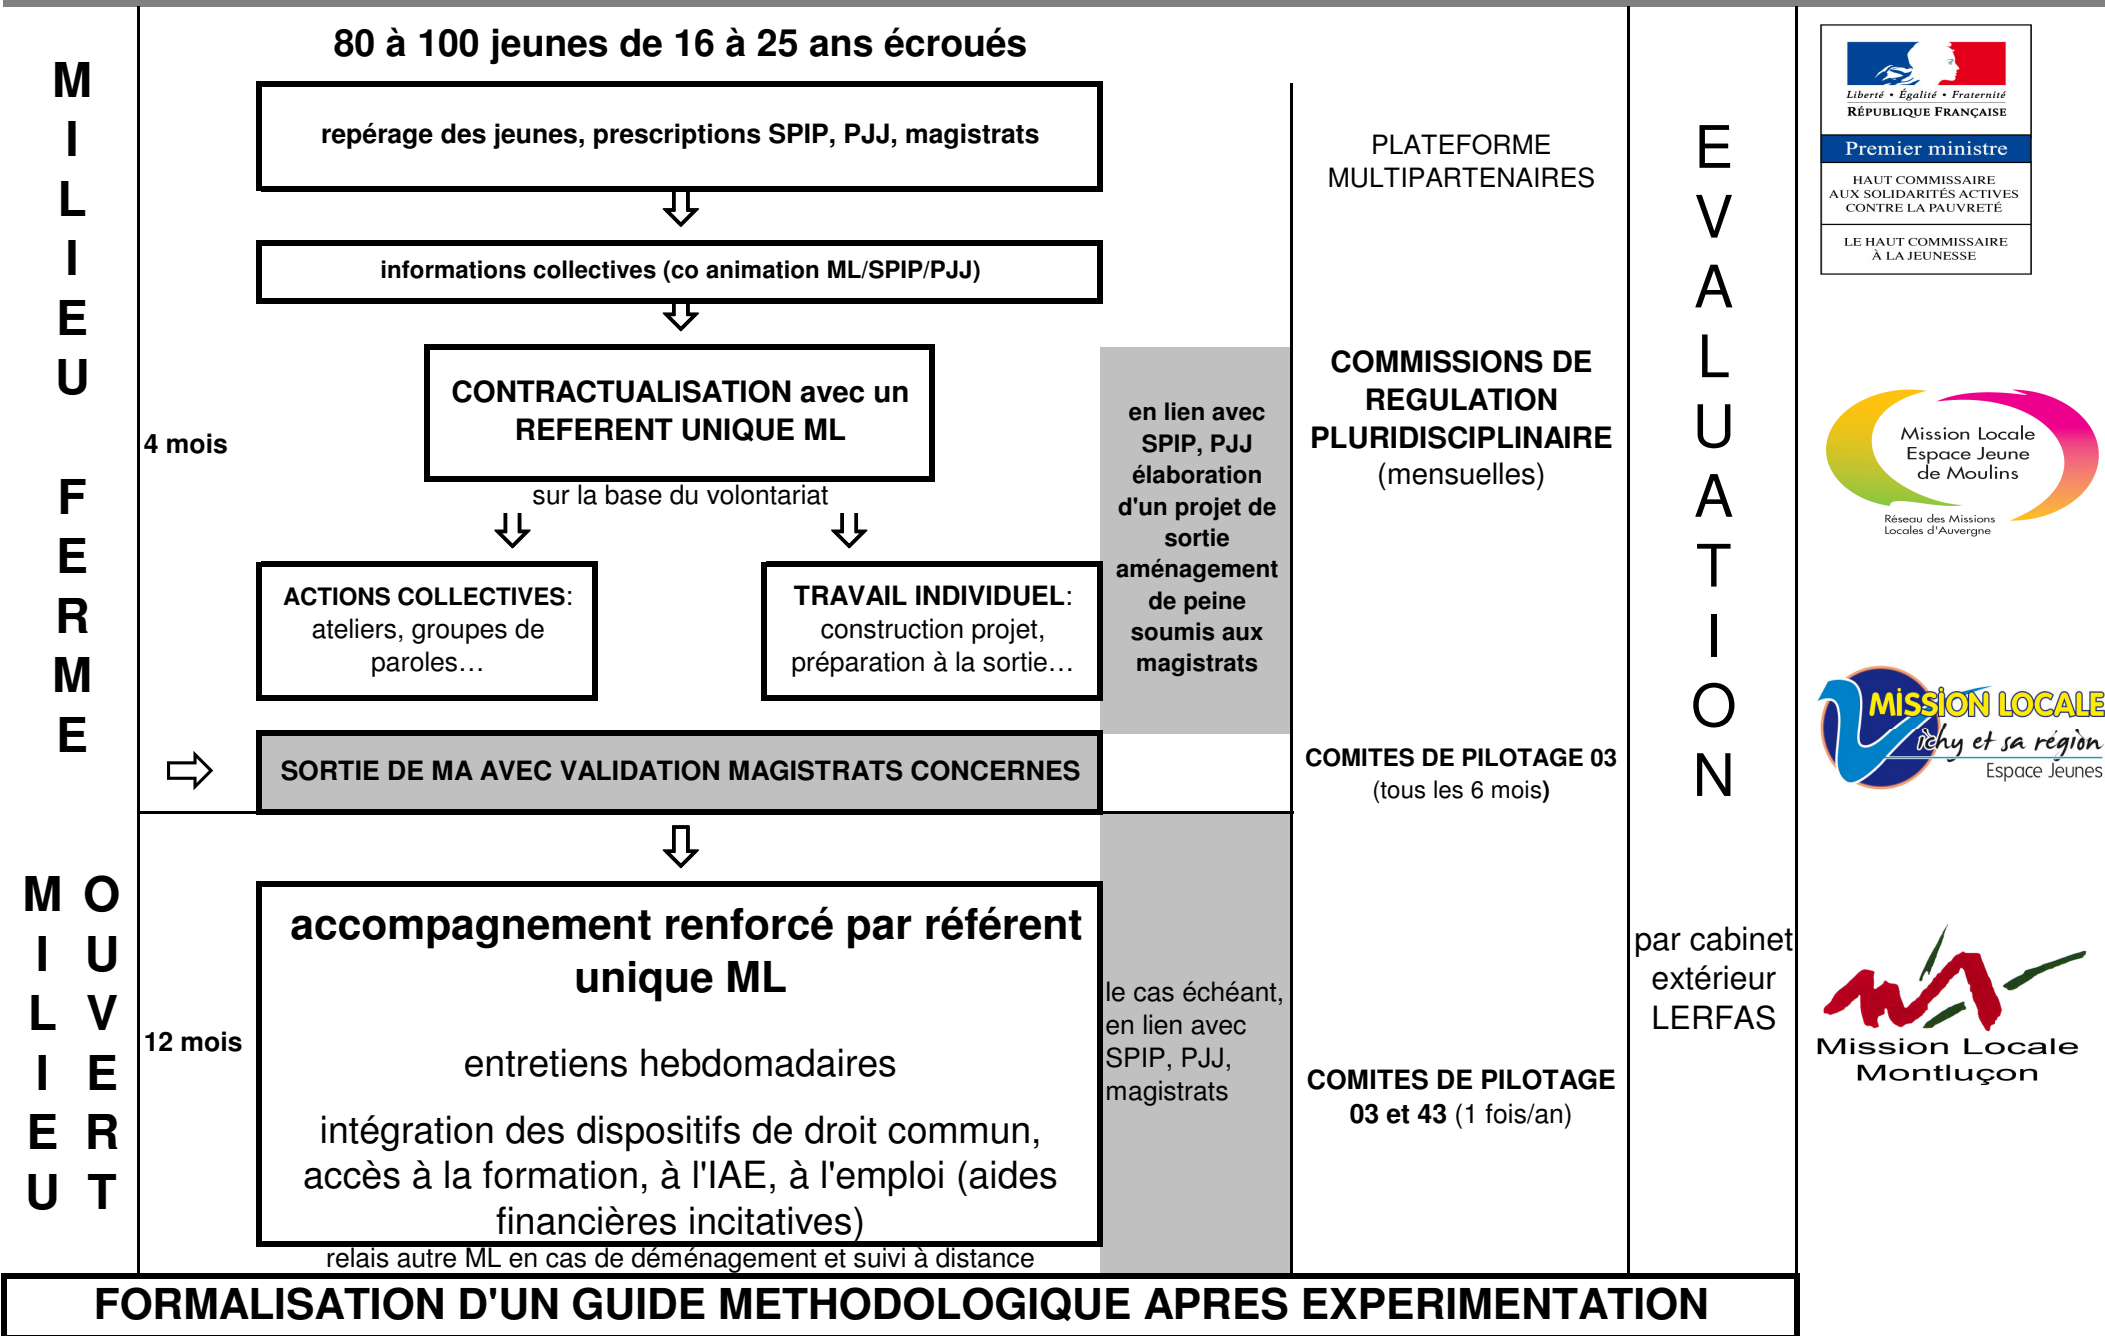 80 à 100 jeunes de 16 à 25 ans écroués
MILIEU FERME
repérage des jeunes, prescriptions SPIP, PJJ, magistrats
informations collectives (co animation ML/SPIP/PJJ)
4 mois
CONTRACTUALISATION avec un
REFERENT UNIQUE ML
sur la base du volontariat
ACTIONS COLLECTIVES:
ateliers, groupes de
paroles…
TRAVAIL INDIVIDUEL:
construction projet,
préparation à la sortie…
en lien avec
SPIP, PJJ
élaboration
d'un projet de
sortie
aménagement
de peine
soumis aux
magistrats
SORTIE DE MA AVEC VALIDATION MAGISTRATS CONCERNES
MILIEU OUVERT
12 mois
accompagnement renforcé par référent
unique ML
entretiens hebdomadaires
intégration des dispositifs de droit commun,
accès à la formation, à l'IAE, à l'emploi (aides
financières incitatives)
relais autre ML en cas de déménagement et suivi à distance
le cas échéant,
en lien avec
SPIP, PJJ,
magistrats
PLATEFORME
MULTIPARTENAIRES
COMMISSIONS DE
REGULATION
PLURIDISCIPLINAIRE
(mensuelles)
COMITES DE PILOTAGE 03
(tous les 6 mois)
COMITES DE PILOTAGE
03 et 43 (1 fois/an)
EVALUATION
par cabinet
extérieur
LERFAS
Liberté • Égalité • Fraternité
RÉPUBLIQUE FRANÇAISE
Premier ministre
HAUT COMMISSAIRE
AUX SOLIDARITÉS ACTIVES
CONTRE LA PAUVRETÉ
LE HAUT COMMISSAIRE
À LA JEUNESSE
Mission Locale
Espace Jeune
de Moulins
Réseau des Missions
Locales d'Auvergne
MISSION LOCALE
Vichy et sa région
Espace Jeunes
Mission Locale
Montluçon
FORMALISATION D'UN GUIDE METHODOLOGIQUE APRES EXPERIMENTATION